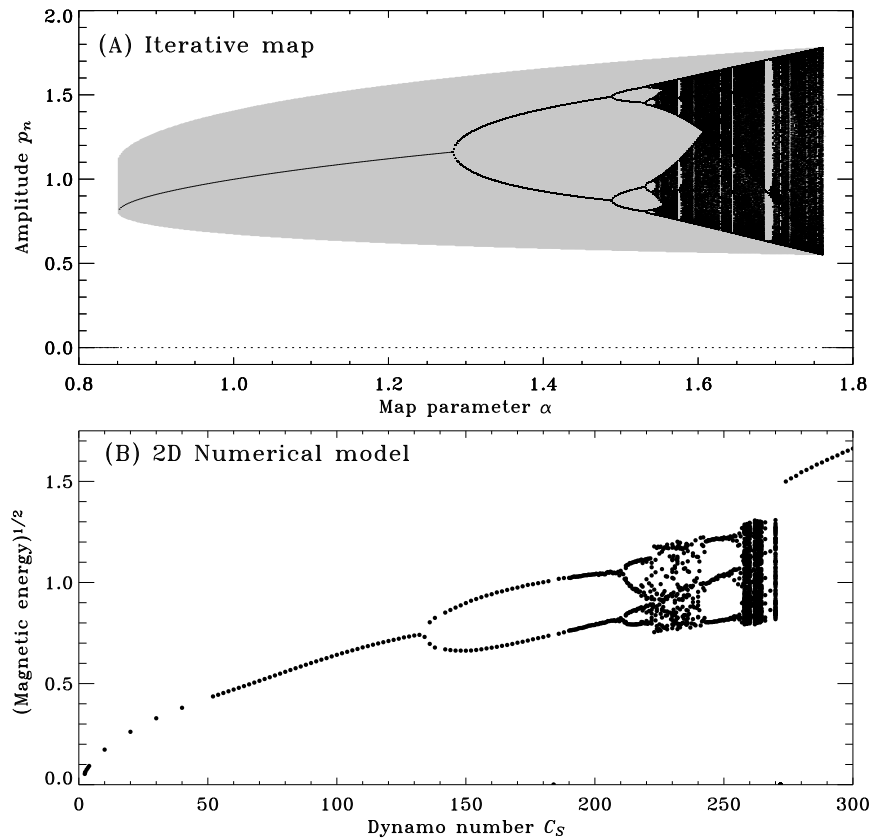 (A) Iterative map
Amplitude pₙ
2.0
1.5
1.0
0.5
0.0
0.8 1.0 1.2 1.4 1.6 1.8
Map parameter α
(B) 2D Numerical model
(Magnetic energy)^1/2
1.5
1.0
0.5
0.0
0 50 100 150 200 250 300
Dynamo number C_S